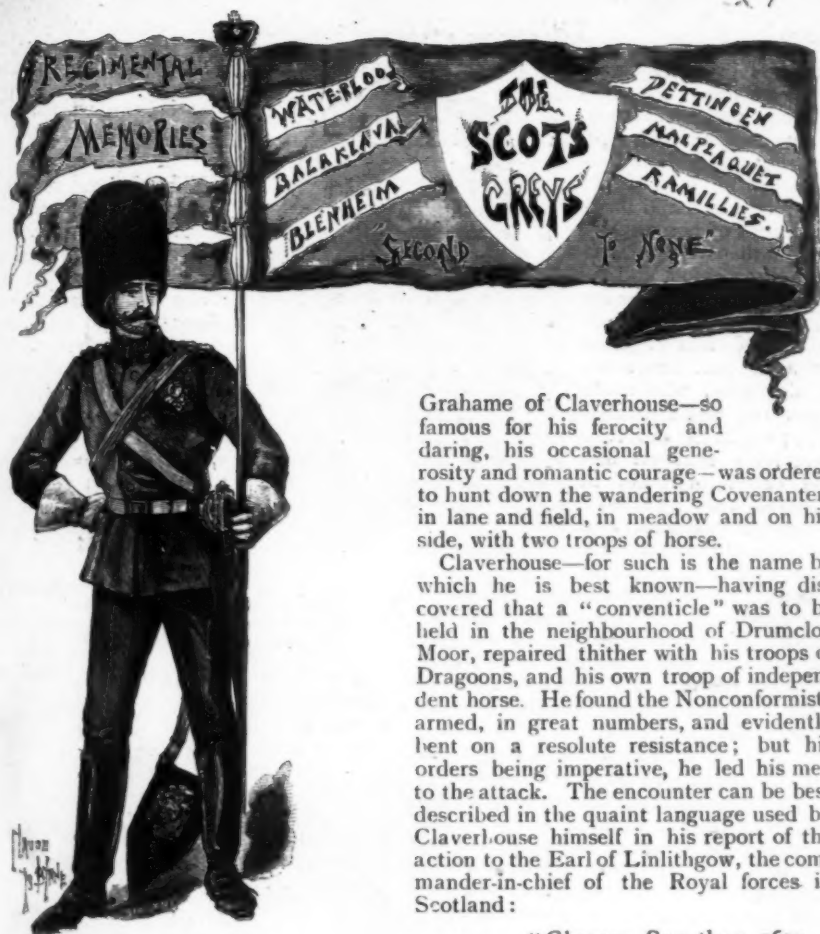 REGIMENTAL
MEMORIES
WATERLOO
BALAKLAVA
BLENHEIM
THE
SCOTS
GREYS
DETTINGEN
MALPLAQUET
RAMILLIES.
"SECOND TO NONE"
Grahame of Claverhouse—so
famous for his ferocity and
daring, his occasional gene-
rosity and romantic courage—was ordere
to hunt down the wandering Covenanter
in lane and field, in meadow and on hi
side, with two troops of horse.
Claverhouse—for such is the name b
which he is best known—having dis
covered that a "conventicle" was to b
held in the neighbourhood of Drumclo
Moor, repaired thither with his troops o
Dragoons, and his own troop of indepen
dent horse. He found the Nonconformist
armed, in great numbers, and evidentl
bent on a resolute resistance; but hi
orders being imperative, he led his me
to the attack. The encounter can be bes
described in the quaint language used b
Claverhouse himself in his report of th
action to the Earl of Linlithgow, the com
mander-in-chief of the Royal forces i
Scotland:
CLAUDE